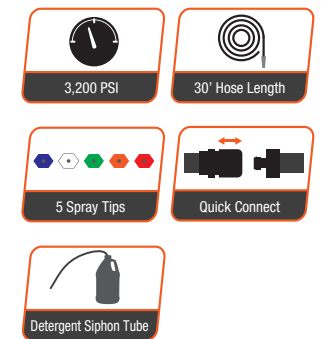 3,200 PSI
30' Hose Length
5 Spray Tips
Quick Connect
Detergent Siphon Tube